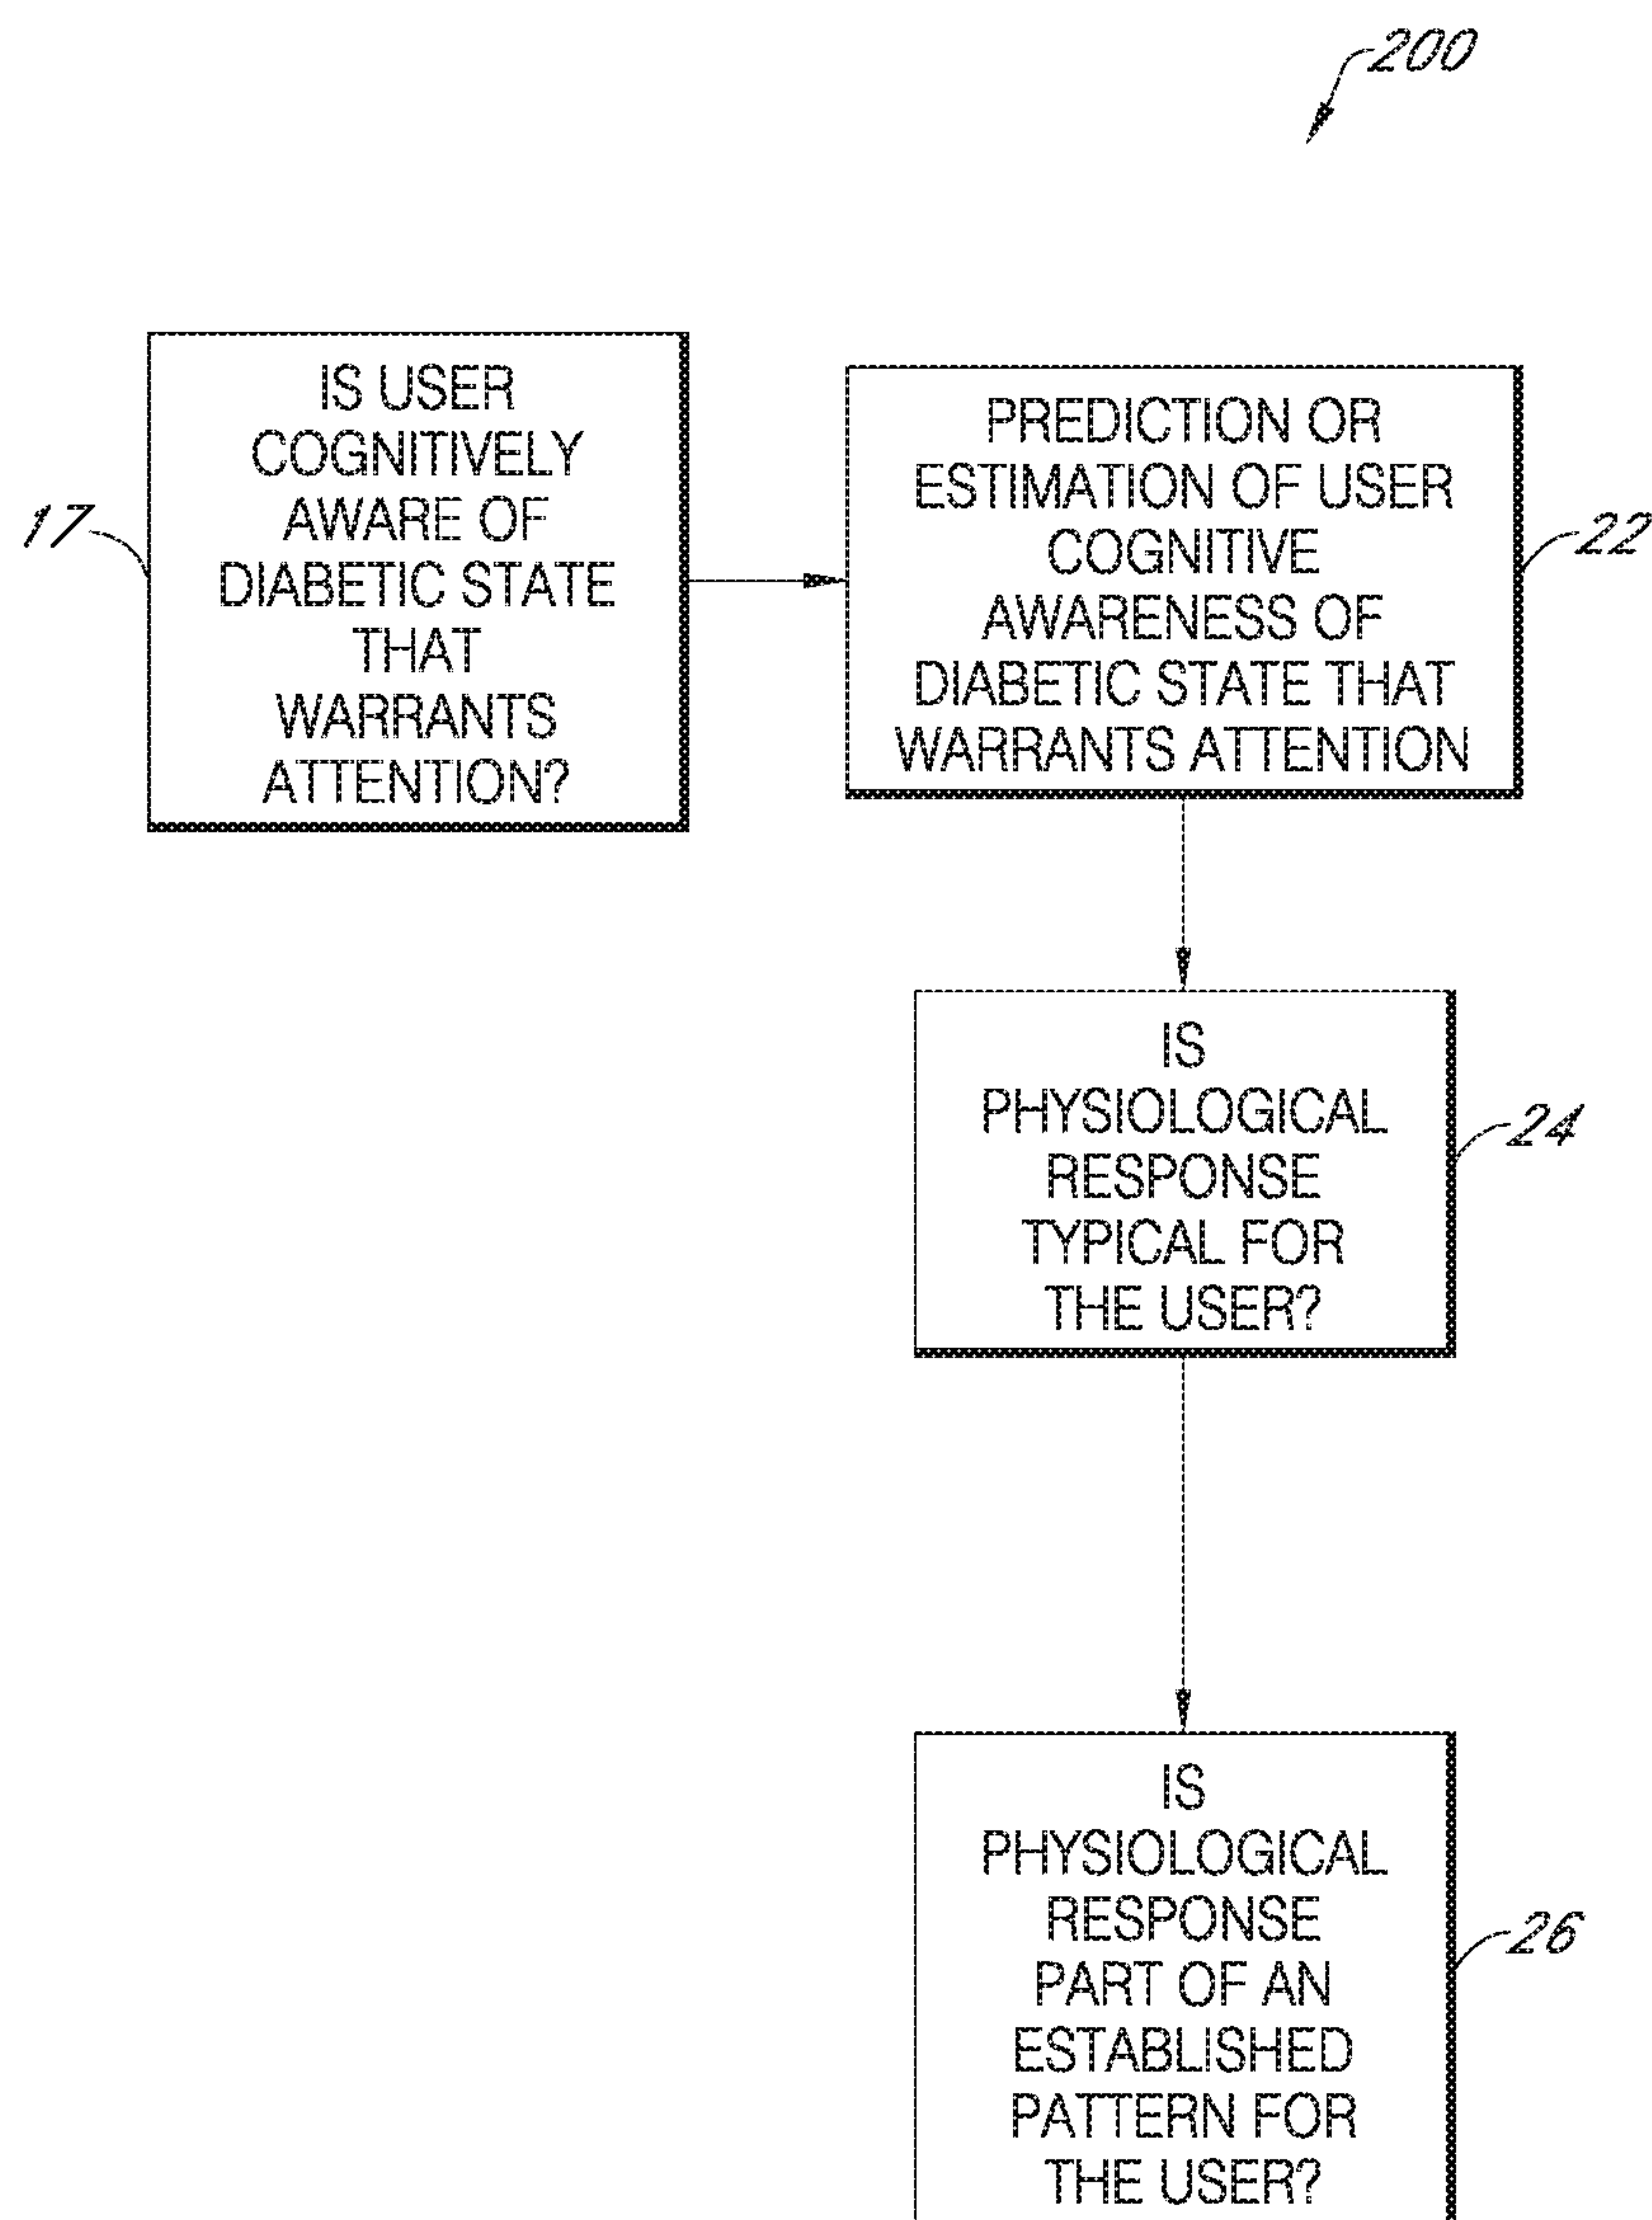 200
IS USER
COGNITIVELY
AWARE OF
DIABETIC STATE
THAT
WARRANTS
ATTENTION?
17
PREDICTION OR
ESTIMATION OF USER
COGNITIVE
AWARENESS OF
DIABETIC STATE THAT
WARRANTS ATTENTION
22
IS
PHYSIOLOGICAL
RESPONSE
TYPICAL FOR
THE USER?
24
IS
PHYSIOLOGICAL
RESPONSE
PART OF AN
ESTABLISHED
PATTERN FOR
THE USER?
26